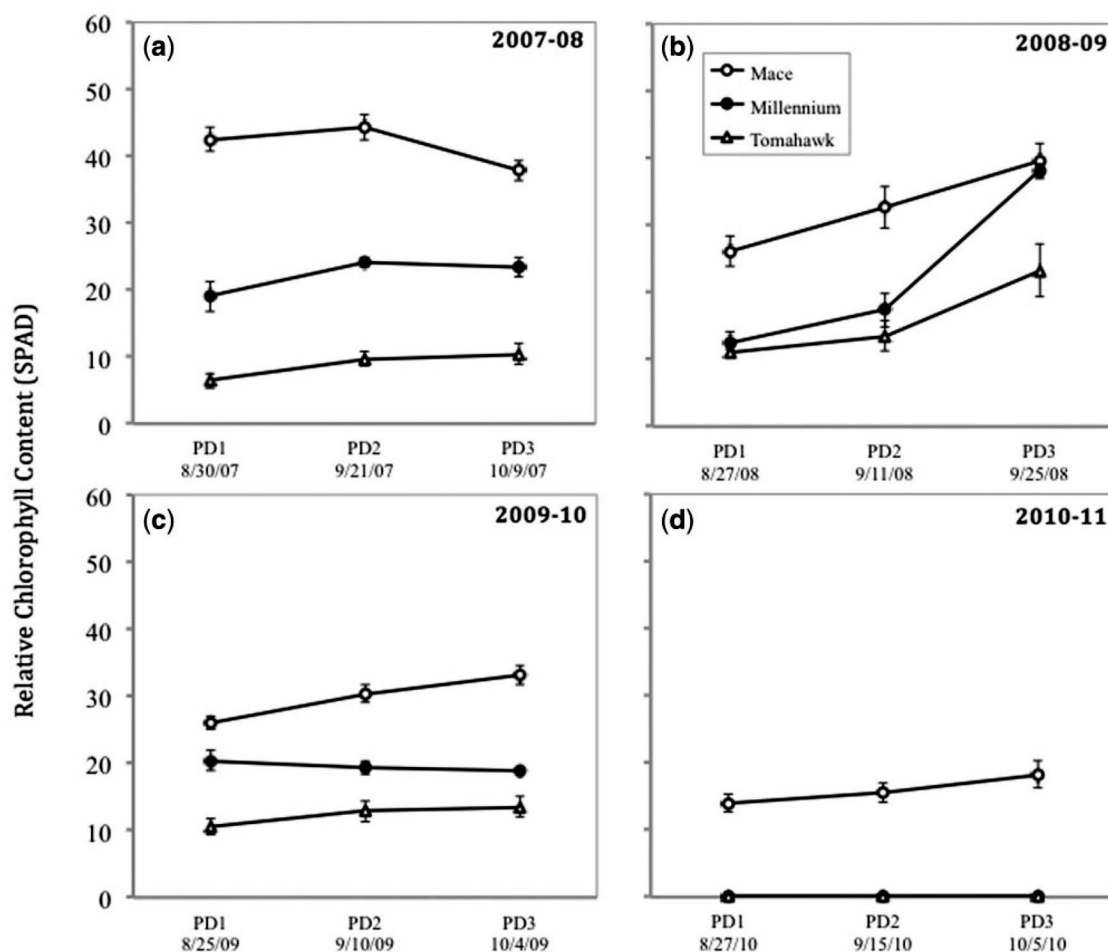 Relative Chlorophyll Content (SPAD)
(a)
2007-08
60
50
40
30
20
10
0
PD1
8/30/07
PD2
9/21/07
PD3
10/9/07
(b)
2008-09
Mace
Millennium
Tomahawk
PD1
8/27/08
PD2
9/11/08
PD3
9/25/08
(c)
2009-10
60
50
40
30
20
10
0
PD1
8/25/09
PD2
9/10/09
PD3
10/4/09
(d)
2010-11
PD1
8/27/10
PD2
9/15/10
PD3
10/5/10